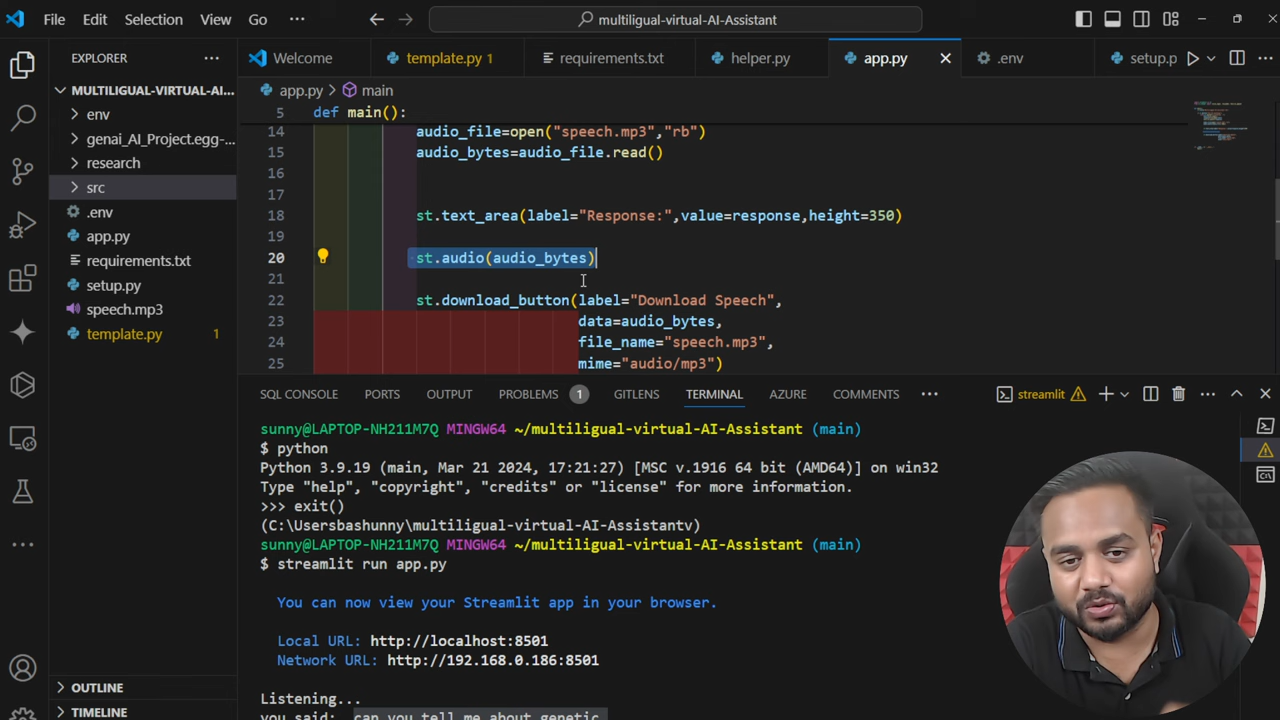 File Edit Selection View Go ··· multiligual-virtual-AI-Assistant
EXPLORER ···
Welcome template.py 1 requirements.txt helper.py app.py .env setup.p
MULTILIGUAL-VIRTUAL-AI-...
app.py > main
env
genai_AI_Project.egg-...
research
src
.env
app.py
requirements.txt
setup.py
speech.mp3
template.py 1
OUTLINE
TIMELINE
5 def main():
14 audio_file=open("speech.mp3","rb")
15 audio_bytes=audio_file.read()
16
17
18 st.text_area(label="Response:",value=response,height=350)
19
20 st.audio(audio_bytes)
21
22 st.download_button(label="Download Speech",
23 data=audio_bytes,
24 file_name="speech.mp3",
25 mime="audio/mp3")
SQL CONSOLE PORTS OUTPUT PROBLEMS 1 GITLENS TERMINAL AZURE COMMENTS ··· streamlit
sunny@LAPTOP-NH211M7Q MINGW64 ~/multiligual-virtual-AI-Assistant (main)
$ python
Python 3.9.19 (main, Mar 21 2024, 17:21:27) [MSC v.1916 64 bit (AMD64)] on win32
Type "help", "copyright", "credits" or "license" for more information.
>>> exit()
(C:\Usersbashunny\multiligual-virtual-AI-Assistantv)
sunny@LAPTOP-NH211M7Q MINGW64 ~/multiligual-virtual-AI-Assistant (main)
$ streamlit run app.py
You can now view your Streamlit app in your browser.
Local URL: http://localhost:8501
Network URL: http://192.168.0.186:8501
Listening...
you said: can you tell me about genetic